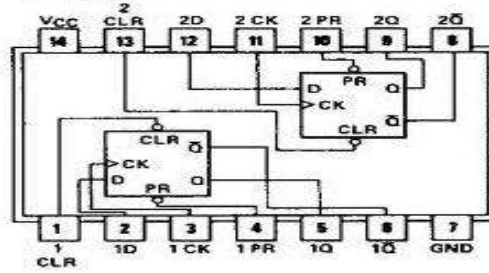 VCC 2 CLR 2D 2 CK 2 PR 2Q 2Q̅
14 13 12 11 10 9 8
PR
D Q
CK
CLR Q̅
CLR Q̅
CK
D Q
PR
1 2 3 4 5 6 7
1 CLR 1D 1 CK 1 PR 1Q 1Q̅ GND